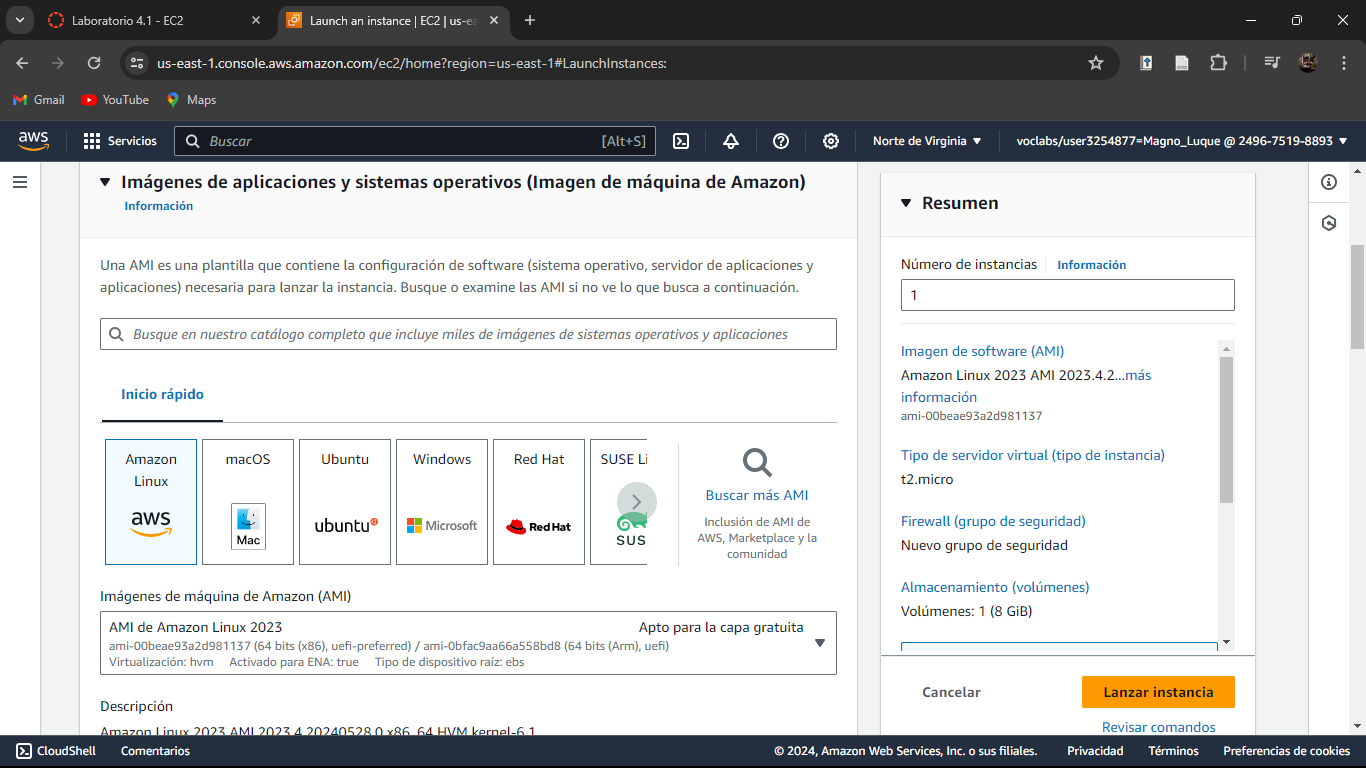 Laboratorio 4.1 - EC2
Launch an instance | EC2 | us-ea
us-east-1.console.aws.amazon.com/ec2/home?region=us-east-1#LaunchInstances:
Gmail
YouTube
Maps
aws
Servicios
Buscar
[Alt+S]
Norte de Virginia
voclabs/user3254877=Magno_Luque @ 2496-7519-8893
Imágenes de aplicaciones y sistemas operativos (Imagen de máquina de Amazon)
Información
Una AMI es una plantilla que contiene la configuración de software (sistema operativo, servidor de aplicaciones y
aplicaciones) necesaria para lanzar la instancia. Busque o examine las AMI si no ve lo que busca a continuación.
Busque en nuestro catálogo completo que incluye miles de imágenes de sistemas operativos y aplicaciones
Inicio rápido
Amazon
Linux
aws
macOS
Mac
Ubuntu
ubuntu
Windows
Microsoft
Red Hat
Red Hat
SUSE Li
SUS
Buscar más AMI
Inclusión de AMI de
AWS, Marketplace y la
comunidad
Imágenes de máquina de Amazon (AMI)
AMI de Amazon Linux 2023
Apto para la capa gratuita
ami-00beae93a2d981137 (64 bits (x86), uefi-preferred) / ami-0bfac9aa66a558bd8 (64 bits (Arm), uefi)
Virtualización: hvm Activado para ENA: true Tipo de dispositivo raíz: ebs
Descripción
Amazon Linux 2023 AMI 2023.4.20240528.0 x86_64 HVM kernel-6.1
Resumen
Número de instancias
Información
1
Imagen de software (AMI)
Amazon Linux 2023 AMI 2023.4.2...más
información
ami-00beae93a2d981137
Tipo de servidor virtual (tipo de instancia)
t2.micro
Firewall (grupo de seguridad)
Nuevo grupo de seguridad
Almacenamiento (volúmenes)
Volúmenes: 1 (8 GiB)
Cancelar
Lanzar instancia
Revisar comandos
CloudShell
Comentarios
© 2024, Amazon Web Services, Inc. o sus filiales.
Privacidad
Términos
Preferencias de cookies